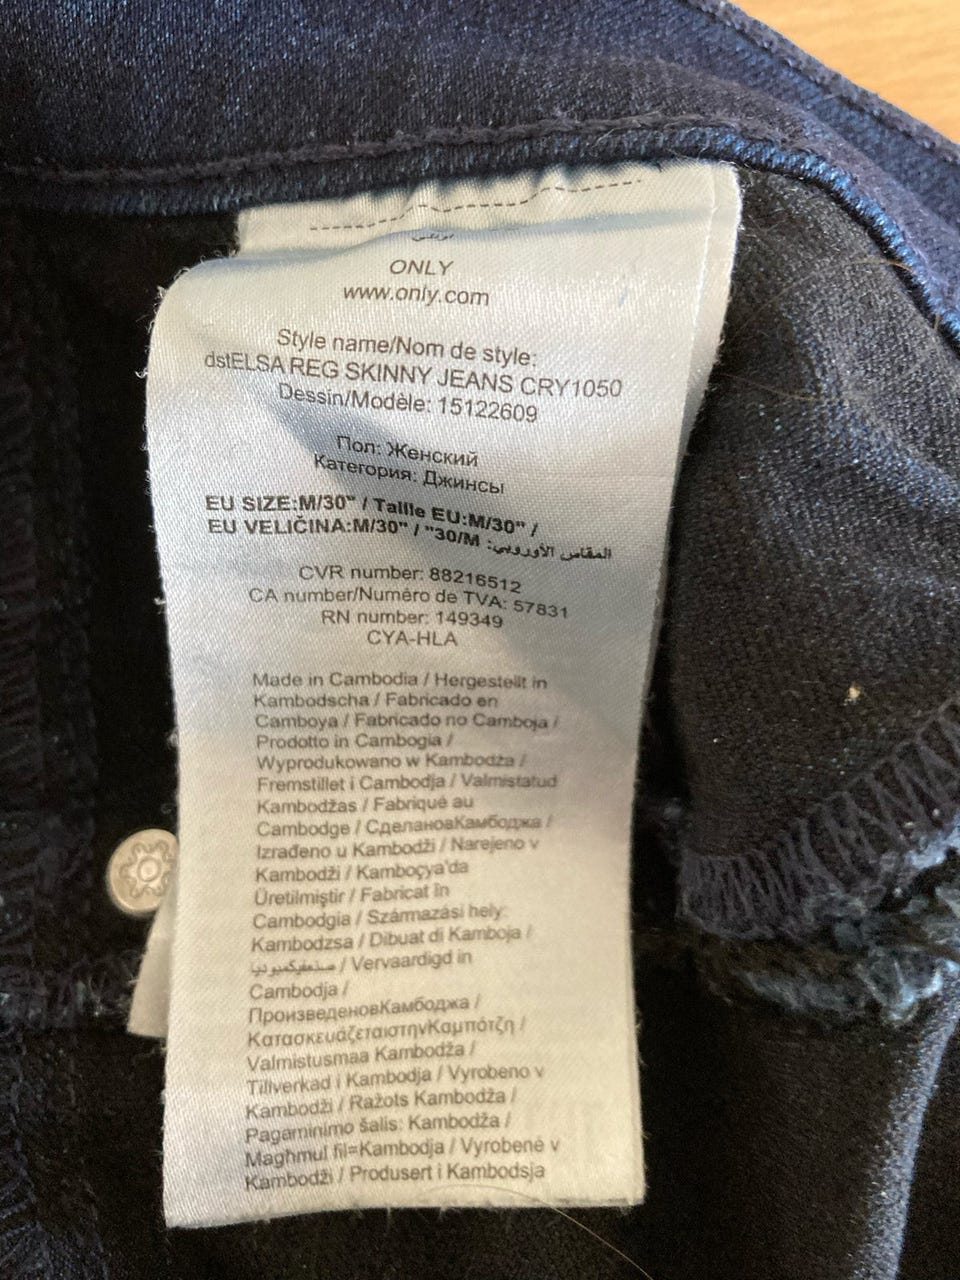 ONLY
www.only.com
Style name/Nom de style:
dstELSA REG SKINNY JEANS CRY1050
Dessin/Modèle: 15122609
Пол: Женский
Категория: Джинсы
EU SIZE:M/30" / Taille EU:M/30" /
EU VELIČINA:M/30" / "30/M :المقاس الأوروبي
CVR number: 88216512
CA number/Numéro de TVA: 57831
RN number: 149349
CYA-HLA
Made in Cambodia / Hergestellt in
Kambodscha / Fabricado en
Camboya / Fabricado no Camboja /
Prodotto in Cambogia /
Wyprodukowano w Kambodża /
Fremstillet i Cambodja / Valmistatud
Kambodžas / Fabriqué au
Cambodge / СделановаКамбоджа /
Izrađeno u Kambodži / Narejeno v
Kambodži / Kamboçya'da
Üretilmiştir / Fabricat în
Cambodgia / Származási hely:
Kambodzsa / Dibuat di Kamboja /
/ Vervaardigd in
Cambodja /
ПроизведеновКамбоджа /
ΚατασκευάζεταιστηνΚαμπότζη /
Valmistusmaa Kambodža /
Tillverkad i Kambodja / Vyrobeno v
Kambodži / Ražots Kambodža /
Pagaminimo šalis: Kambodža /
Maghmul fil=Kambodja / Vyrobené v
Kambodži / Produsert i Kambodsja